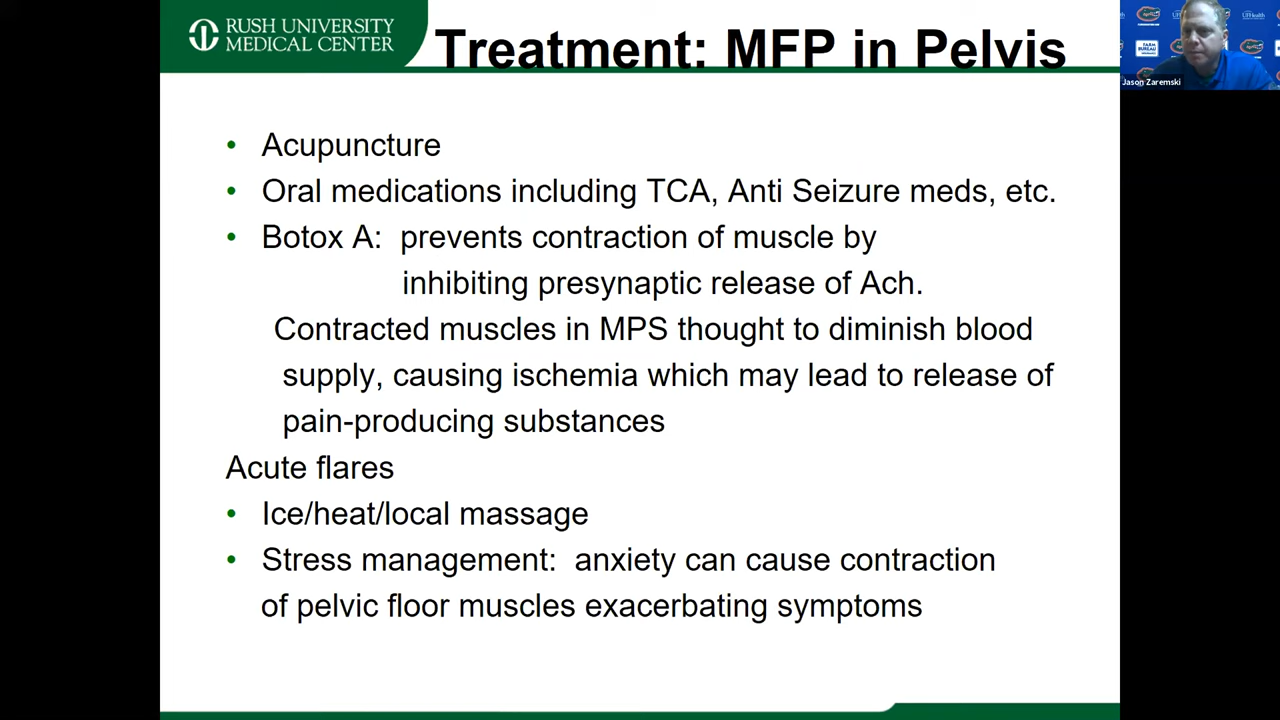 RUSH UNIVERSITY
MEDICAL CENTER
Treatment: MFP in Pelvis
• Acupuncture
• Oral medications including TCA, Anti Seizure meds, etc.
• Botox A: prevents contraction of muscle by
inhibiting presynaptic release of Ach.
Contracted muscles in MPS thought to diminish blood
supply, causing ischemia which may lead to release of
pain-producing substances
Acute flares
• Ice/heat/local massage
• Stress management: anxiety can cause contraction
of pelvic floor muscles exacerbating symptoms
FARM
BUREAU
Jason Zaremski